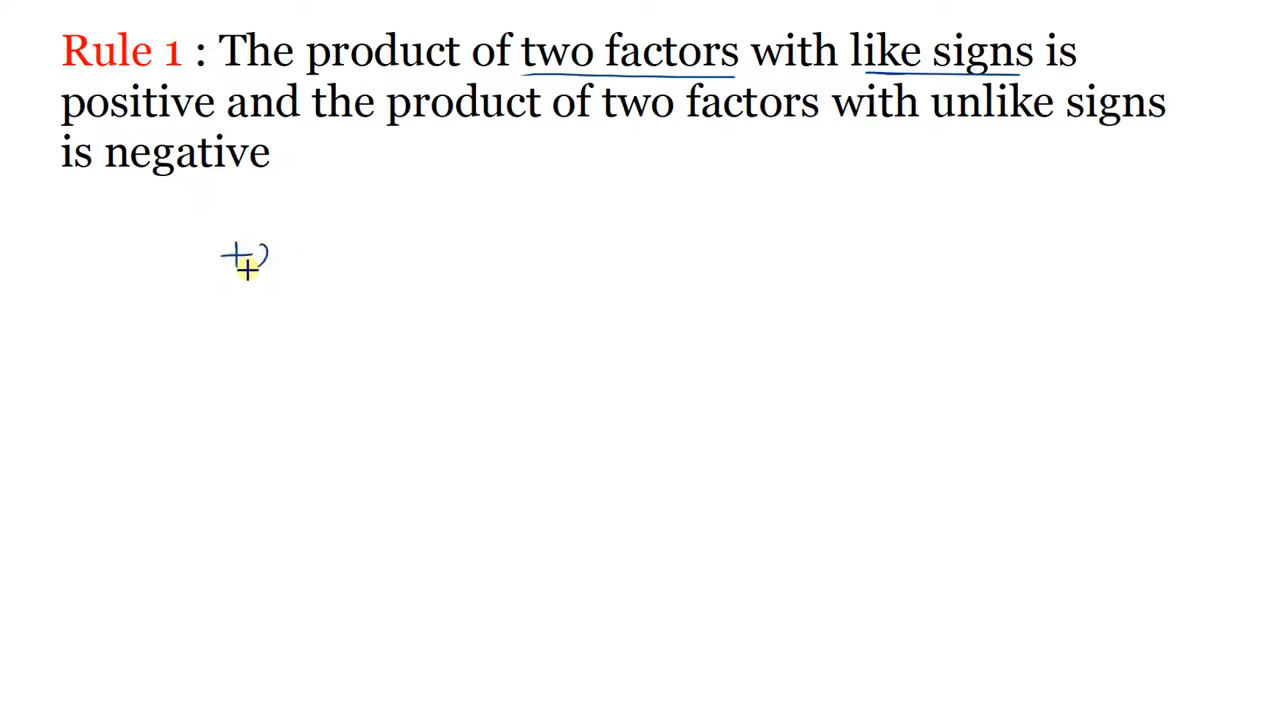 Rule 1 : The product of two factors with like signs is
positive and the product of two factors with unlike signs
is negative
+